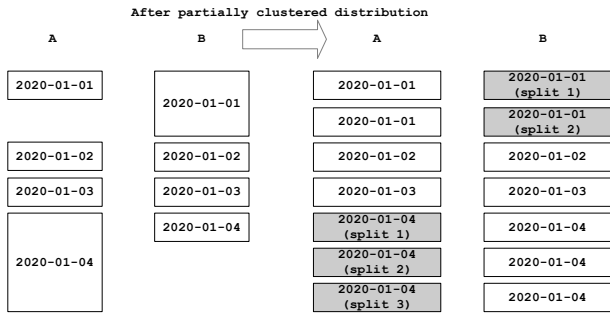 After partially clustered distribution
A B A B
2020-01-01 2020-01-01 2020-01-01 2020-01-01
(split 1)
2020-01-01 2020-01-01
(split 2)
2020-01-02 2020-01-02 2020-01-02 2020-01-02
2020-01-03 2020-01-03 2020-01-03 2020-01-03
2020-01-04 2020-01-04 2020-01-04 2020-01-04
(split 1)
2020-01-04 2020-01-04
(split 2)
2020-01-04 2020-01-04
(split 3)